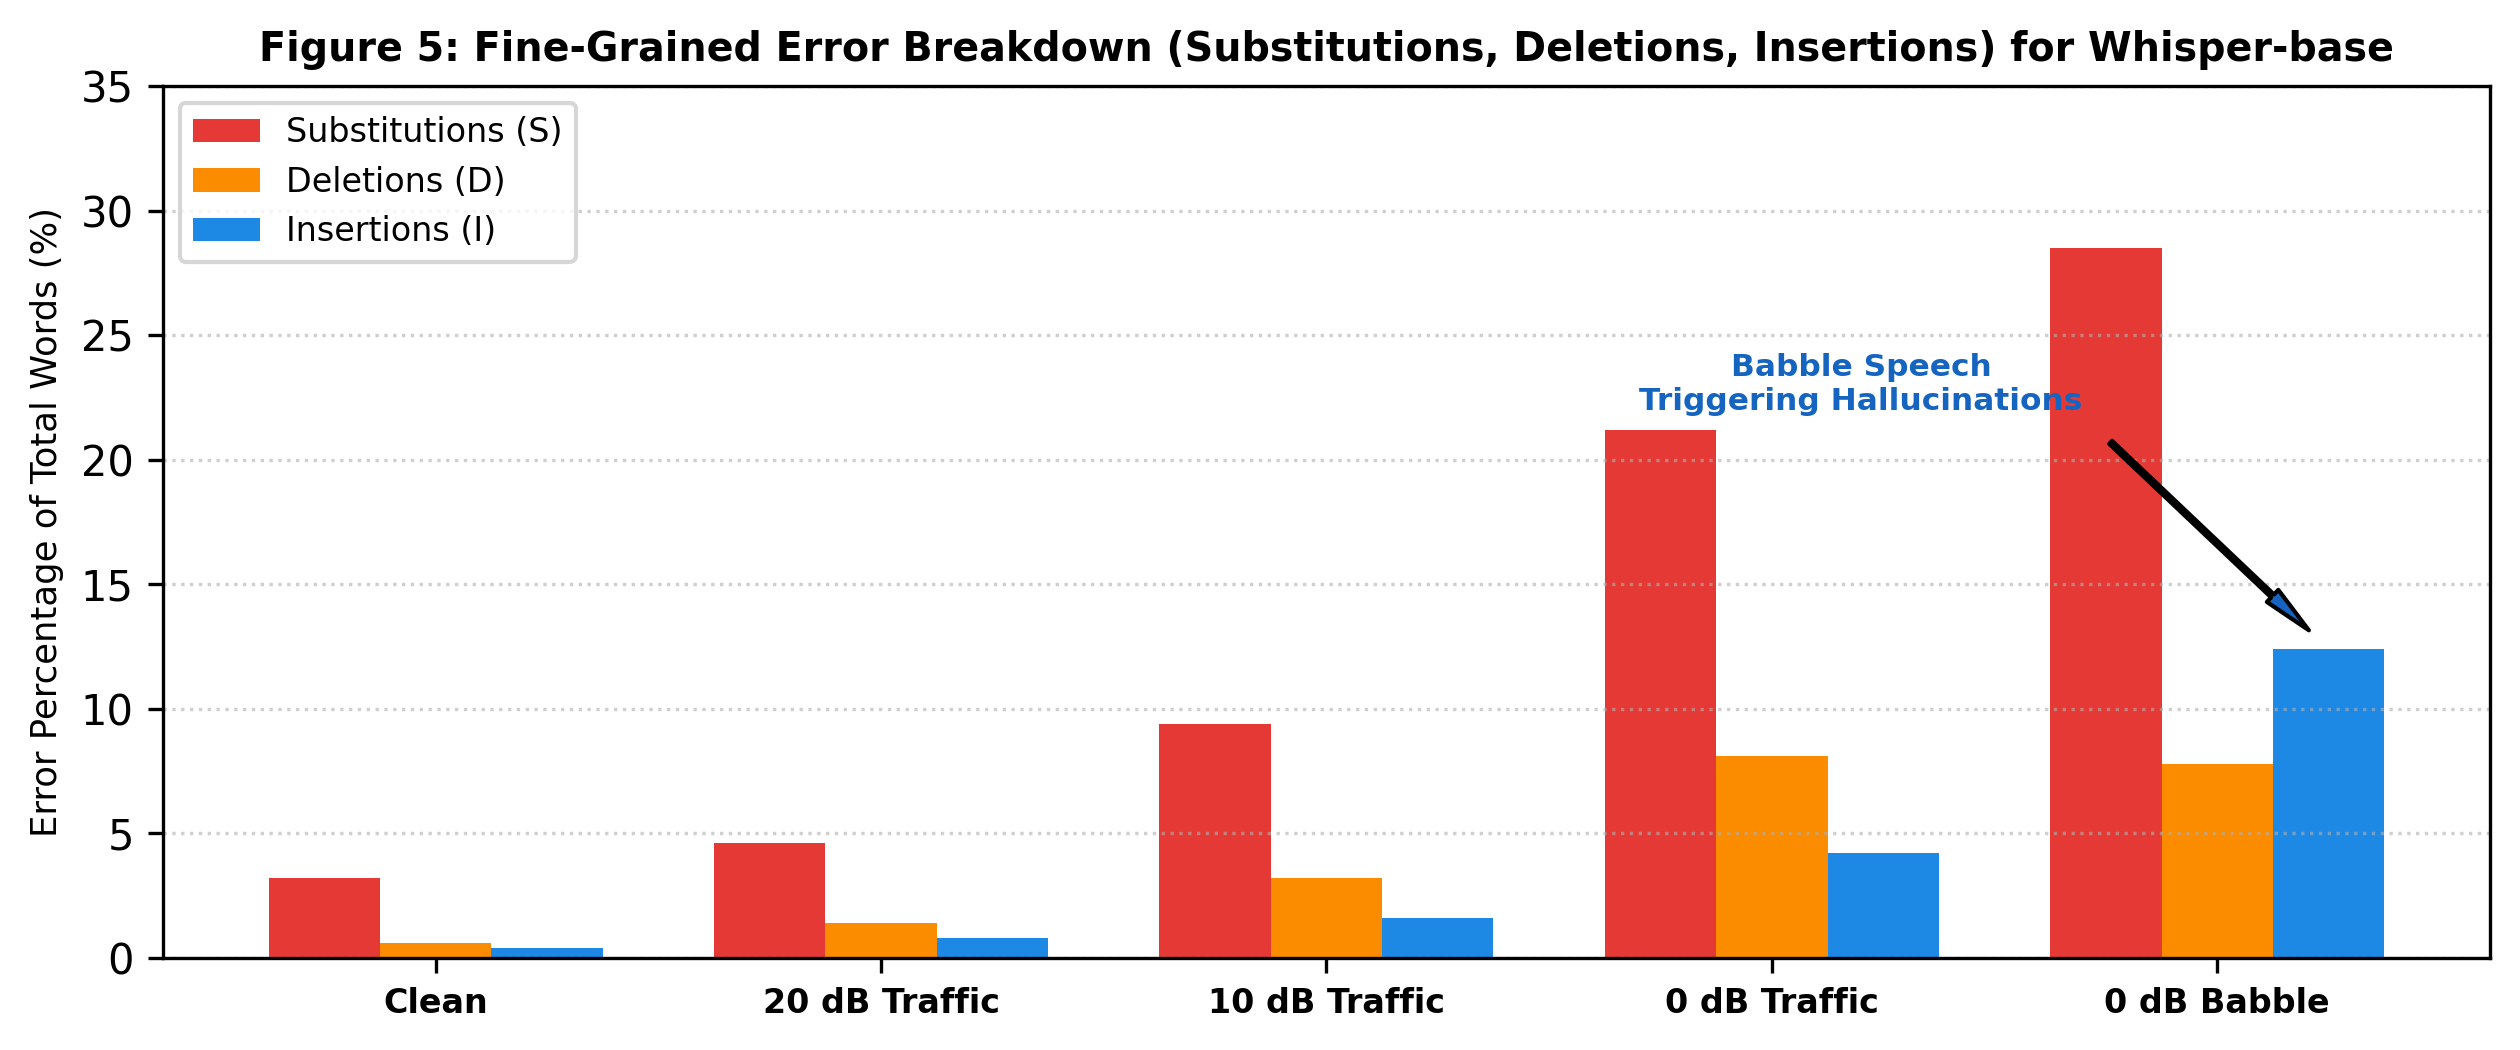 Figure 5: Fine-Grained Error Breakdown (Substitutions, Deletions, Insertions) for Whisper-base
Error Percentage of Total Words (%)
35
30
25
20
15
10
5
0
Substitutions (S)
Deletions (D)
Insertions (I)
Babble Speech
Triggering Hallucinations
Clean
20 dB Traffic
10 dB Traffic
0 dB Traffic
0 dB Babble